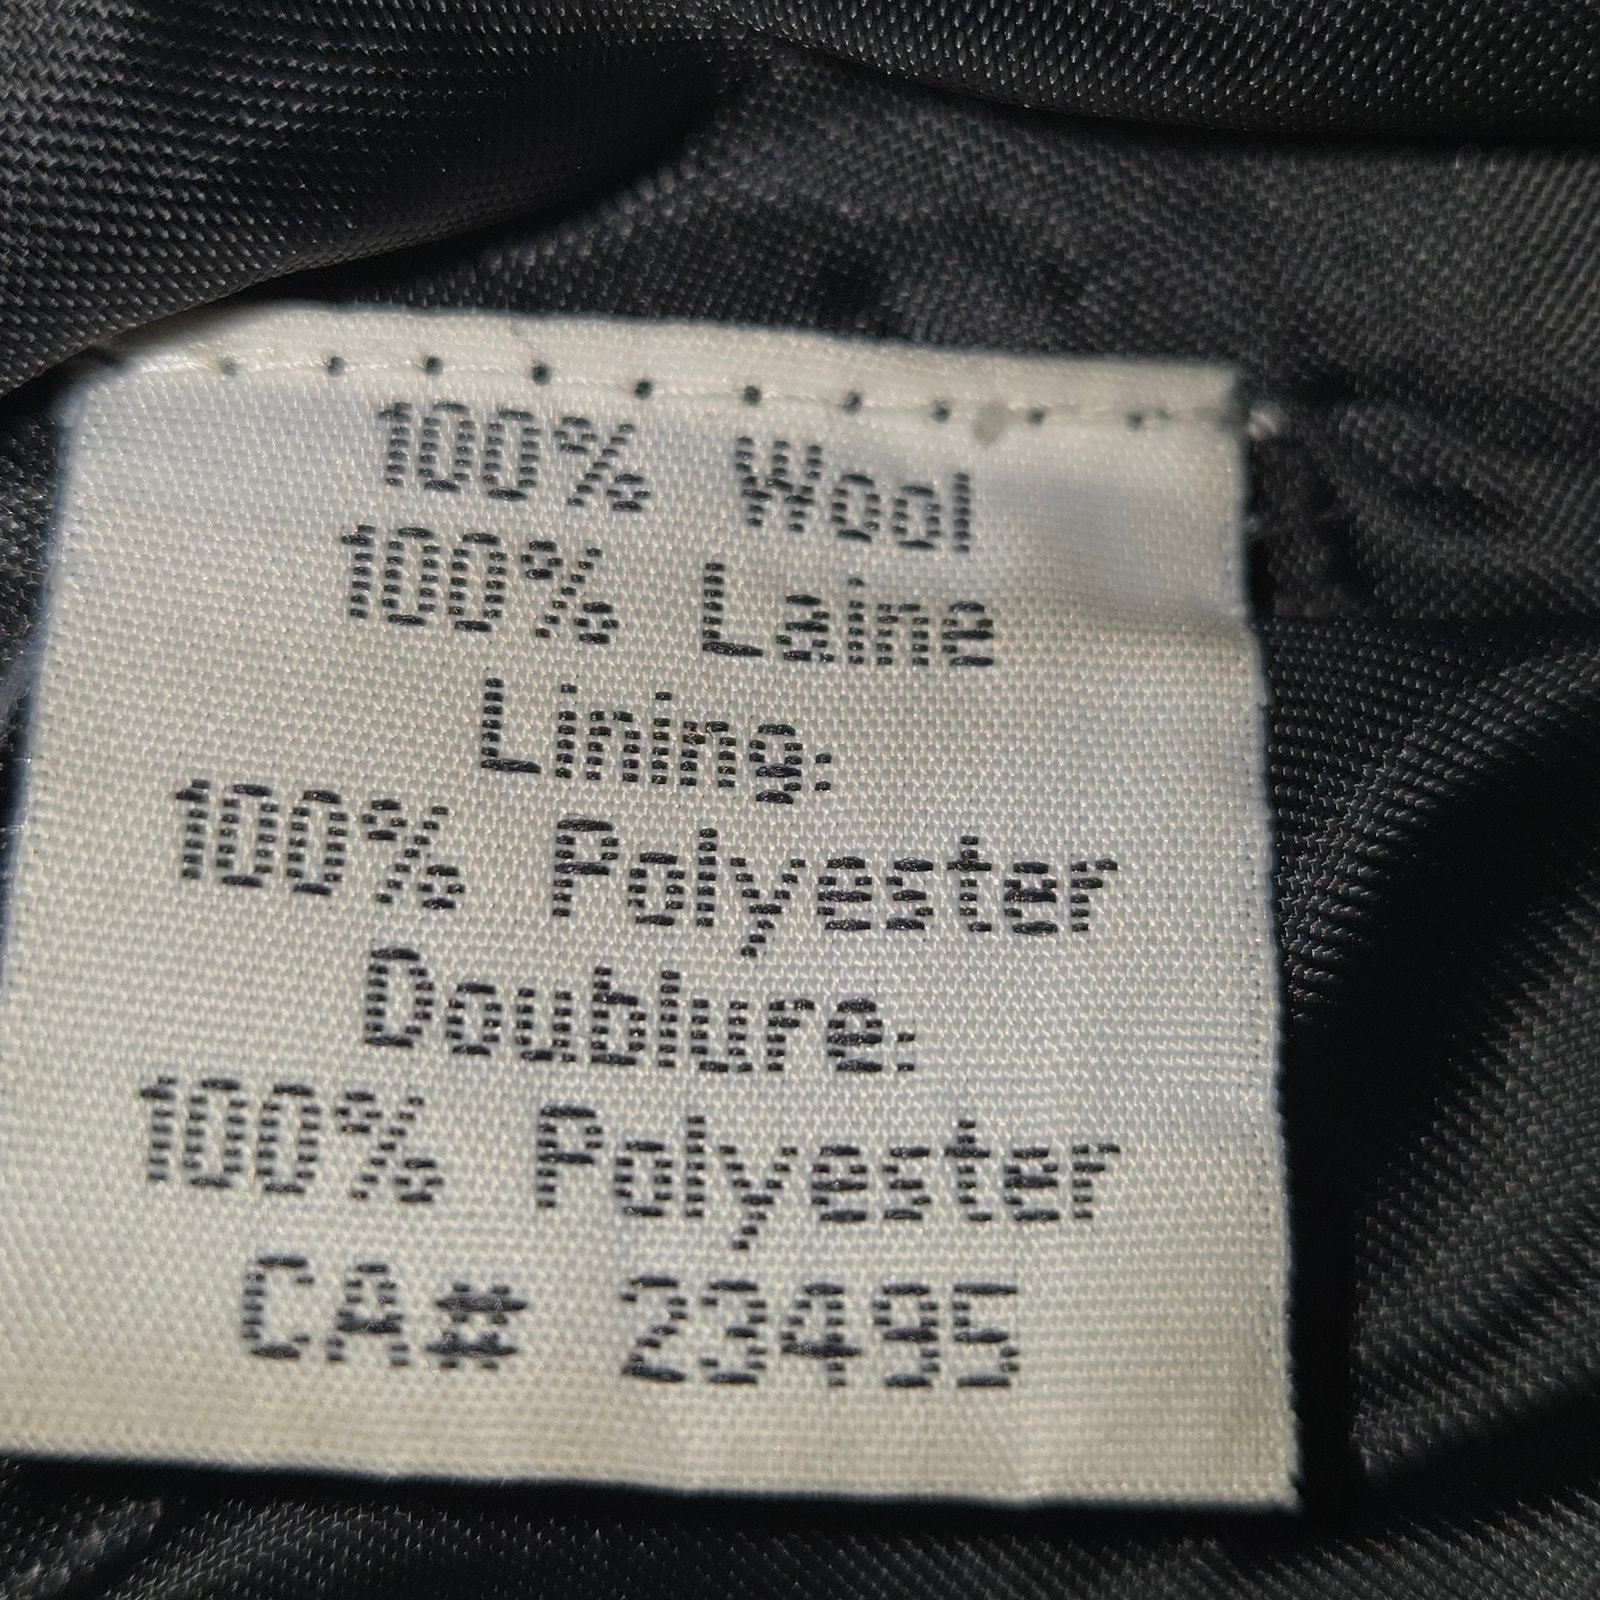 100% Wool
100% Laine
Lining:
100% Polyester
Doublure:
100% Polyester
CA# 23495